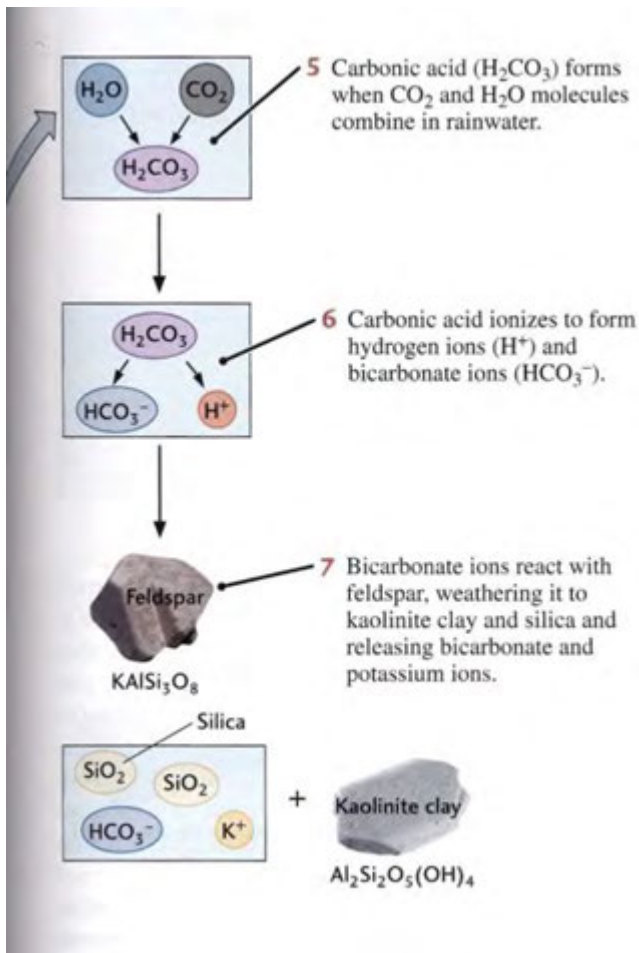 5 Carbonic acid (H₂CO₃) forms
when CO₂ and H₂O molecules
combine in rainwater.
H₂O
CO₂
H₂CO₃
6 Carbonic acid ionizes to form
hydrogen ions (H⁺) and
bicarbonate ions (HCO₃⁻).
H₂CO₃
HCO₃⁻
H⁺
7 Bicarbonate ions react with
feldspar, weathering it to
kaolinite clay and silica and
releasing bicarbonate and
potassium ions.
Feldspar
KAlSi₃O₈
Silica
SiO₂
SiO₂
HCO₃⁻
K⁺
+
Kaolinite clay
Al₂Si₂O₅(OH)₄